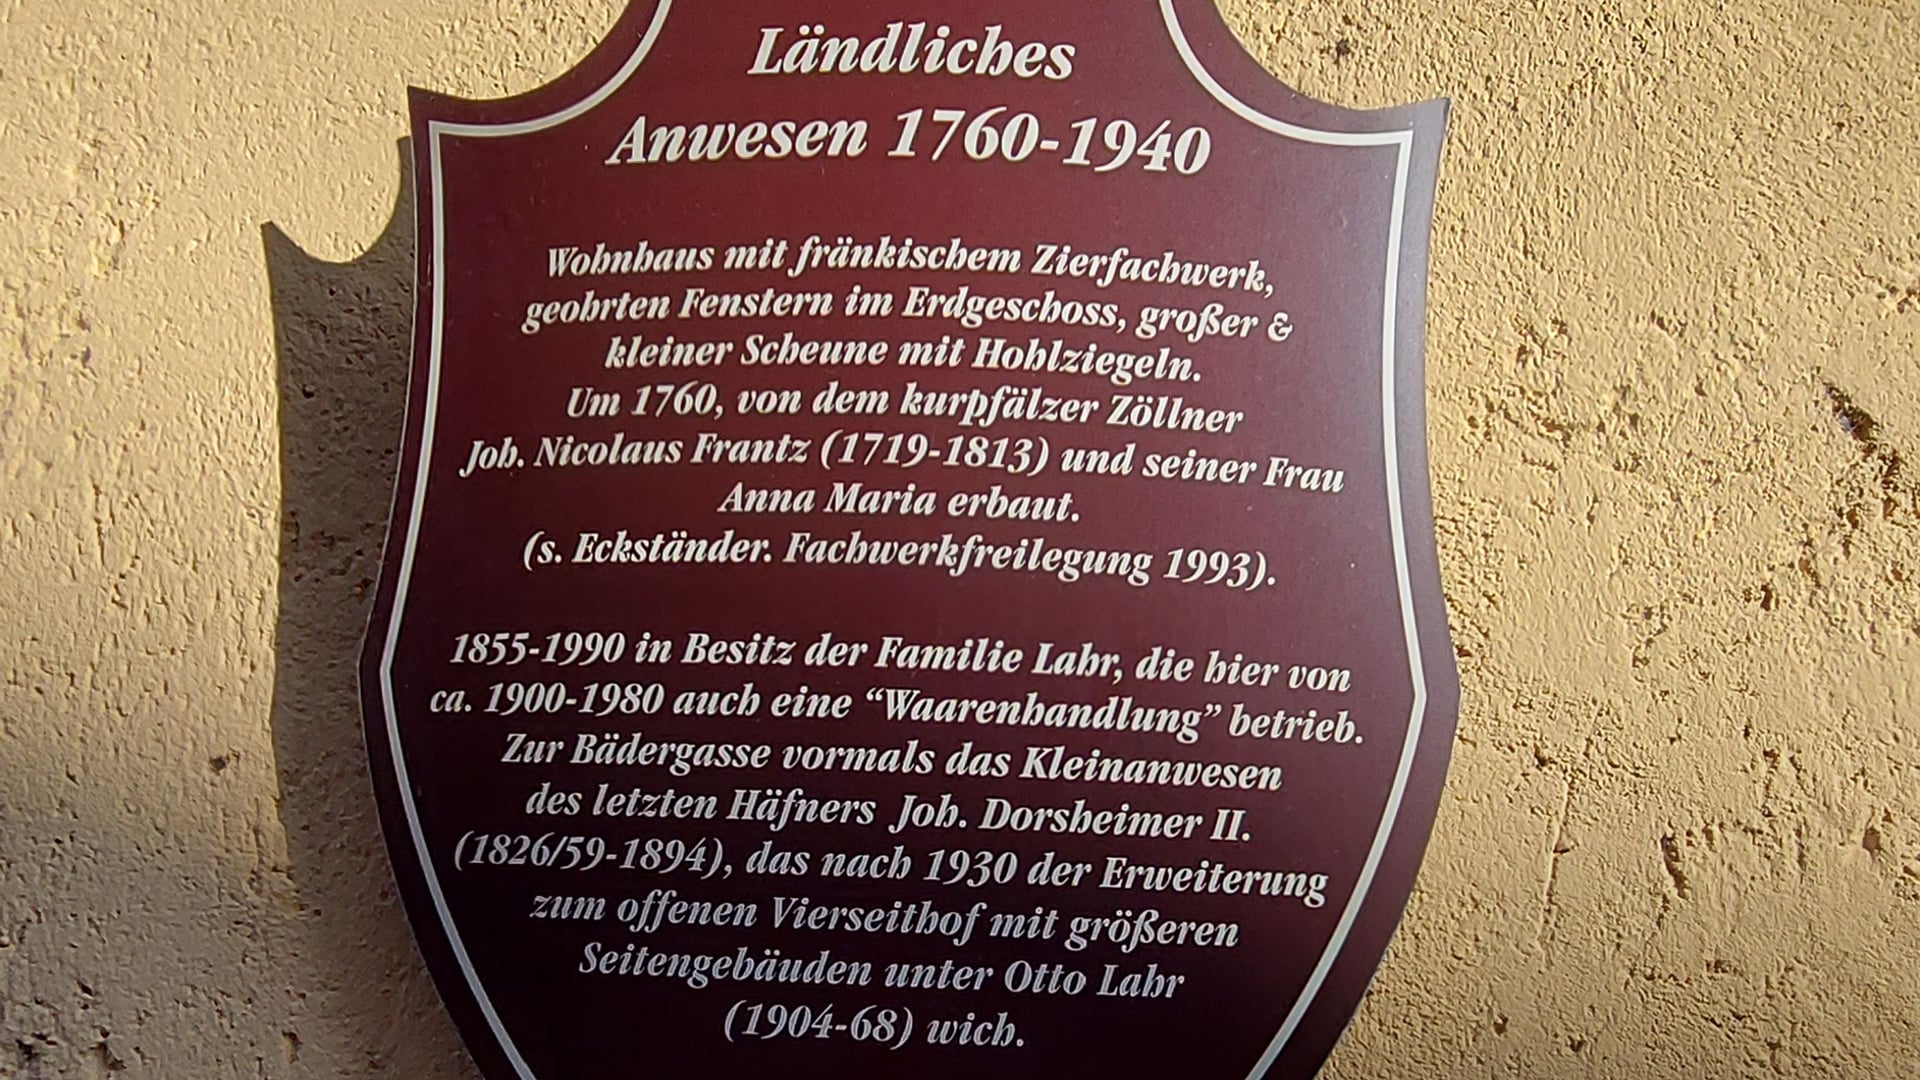 Ländliches
Anwesen 1760-1940
Wohnhaus mit fränkischem Zierfachwerk,
geohrten Fenstern im Erdgeschoss, großer &
kleiner Scheune mit Hohlziegeln.
Um 1760, von dem kurpfälzer Zöllner
Joh. Nicolaus Frantz (1719-1813) und seiner Frau
Anna Maria erbaut.
(s. Eckständer. Fachwerkfreilegung 1993).
1855-1990 in Besitz der Familie Lahr, die hier von
ca. 1900-1980 auch eine “Waarenhandlung” betrieb.
Zur Bädergasse vormals das Kleinanwesen
des letzten Häfners Joh. Dorsheimer II.
(1826/59-1894), das nach 1930 der Erweiterung
zum offenen Vierseithof mit größeren
Seitengebäuden unter Otto Lahr
(1904-68) wich.